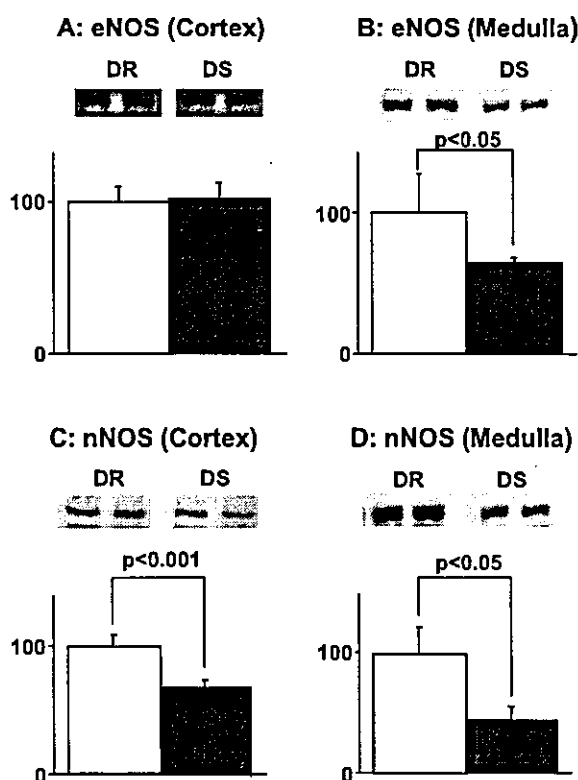 A: eNOS (Cortex)
DR DS
100
0
B: eNOS (Medulla)
DR DS
p<0.05
100
0
C: nNOS (Cortex)
DR DS
p<0.001
100
0
D: nNOS (Medulla)
DR DS
p<0.05
100
0